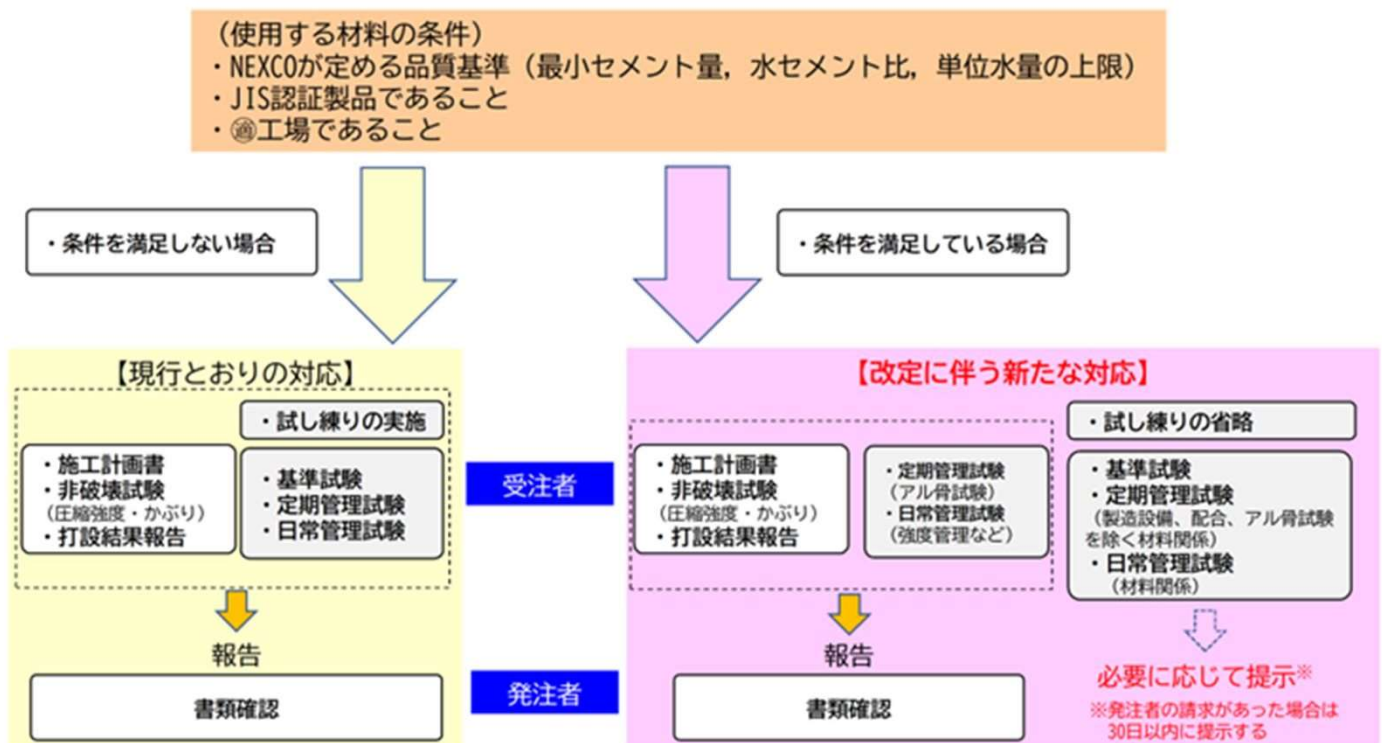 （使用する材料の条件）
・NEXCOが定める品質基準（最小セメント量，水セメント比，単位水量の上限）
・JIS認証製品であること
・㊜工場であること
・条件を満足しない場合
・条件を満足している場合
【現行とおりの対応】
・試し練りの実施
・施工計画書
・非破壊試験
（圧縮強度・かぶり）
・打設結果報告
・基準試験
・定期管理試験
・日常管理試験
報告
書類確認
受注者
発注者
【改定に伴う新たな対応】
・施工計画書
・非破壊試験
（圧縮強度・かぶり）
・打設結果報告
・定期管理試験
（アル骨試験）
・日常管理試験
（強度管理など）
・試し練りの省略
・基準試験
・定期管理試験
（製造設備、配合、アル骨試験
を除く材料関係）
・日常管理試験
（材料関係）
報告
書類確認
必要に応じて提示※
※発注者の請求があった場合は
30日以内に提示する